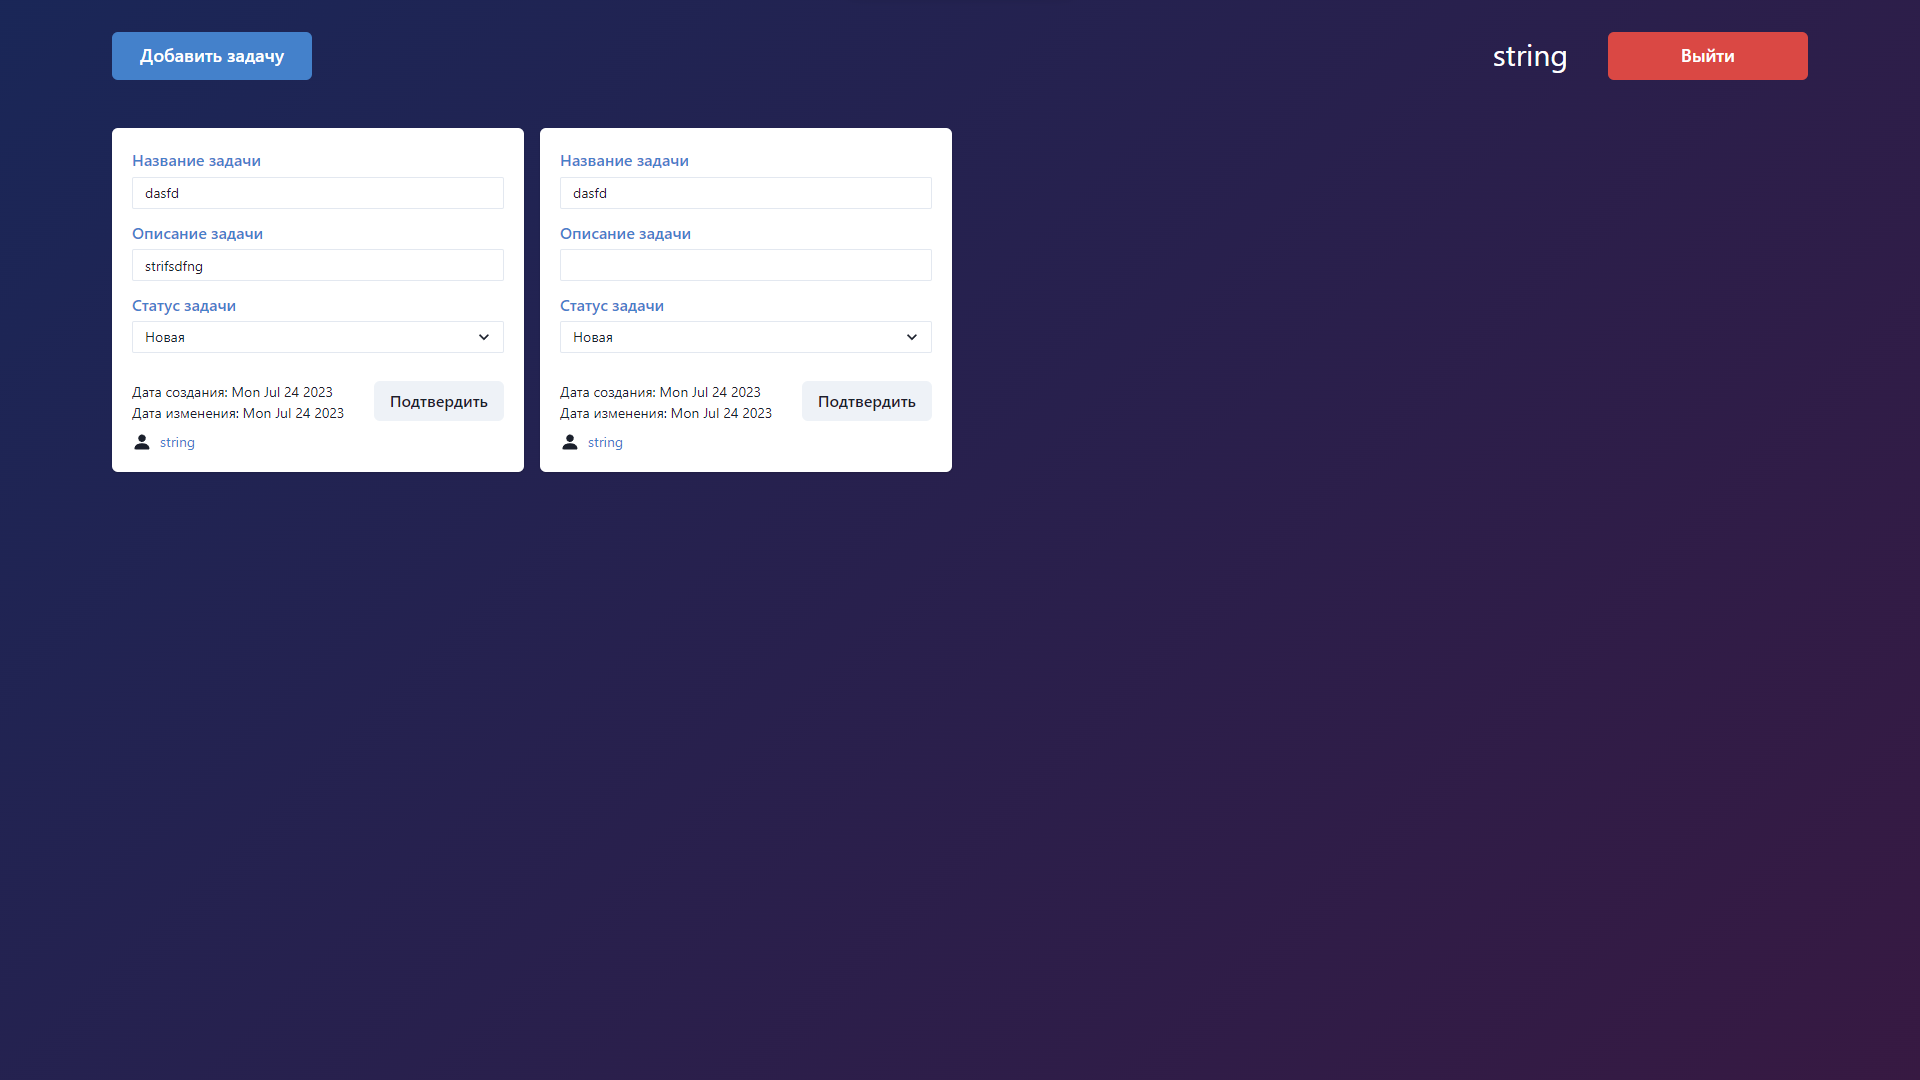 Добавить задачу
string
Выйти
Название задачи
dasfd
Описание задачи
strifsdfng
Статус задачи
Новая
Дата создания: Mon Jul 24 2023
Дата изменения: Mon Jul 24 2023
Подтвердить
string
Название задачи
dasfd
Описание задачи
Статус задачи
Новая
Дата создания: Mon Jul 24 2023
Дата изменения: Mon Jul 24 2023
Подтвердить
string